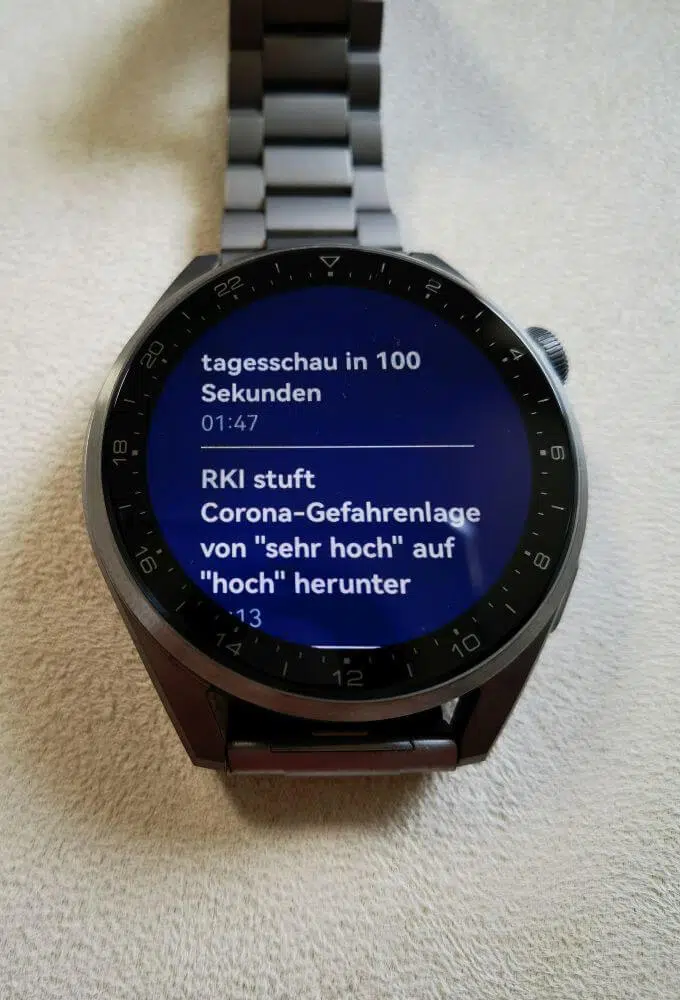 tagesschau in 100
Sekunden
01:47
RKI stuft
Corona-Gefahrenlage
von "sehr hoch" auf
"hoch" herunter
:13
2
4
6
8
10
12
14
16
18
20
22